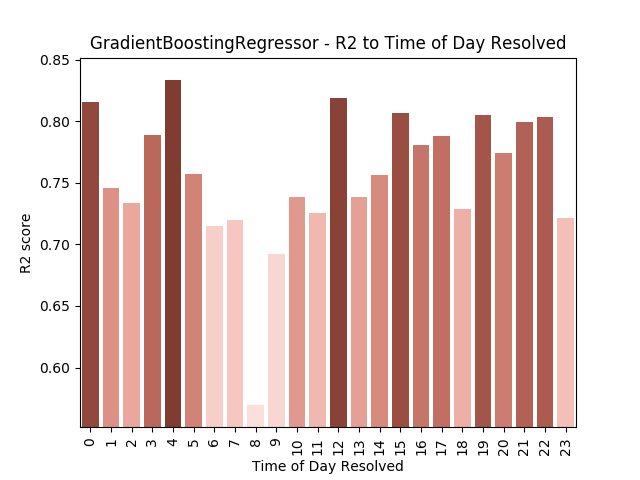 GradientBoostingRegressor - R2 to Time of Day Resolved
0.85
0.80
0.75
0.70
0.65
0.60
R2 score
0 1 2 3 4 5 6 7 8 9 10 11 12 13 14 15 16 17 18 19 20 21 22 23
Time of Day Resolved